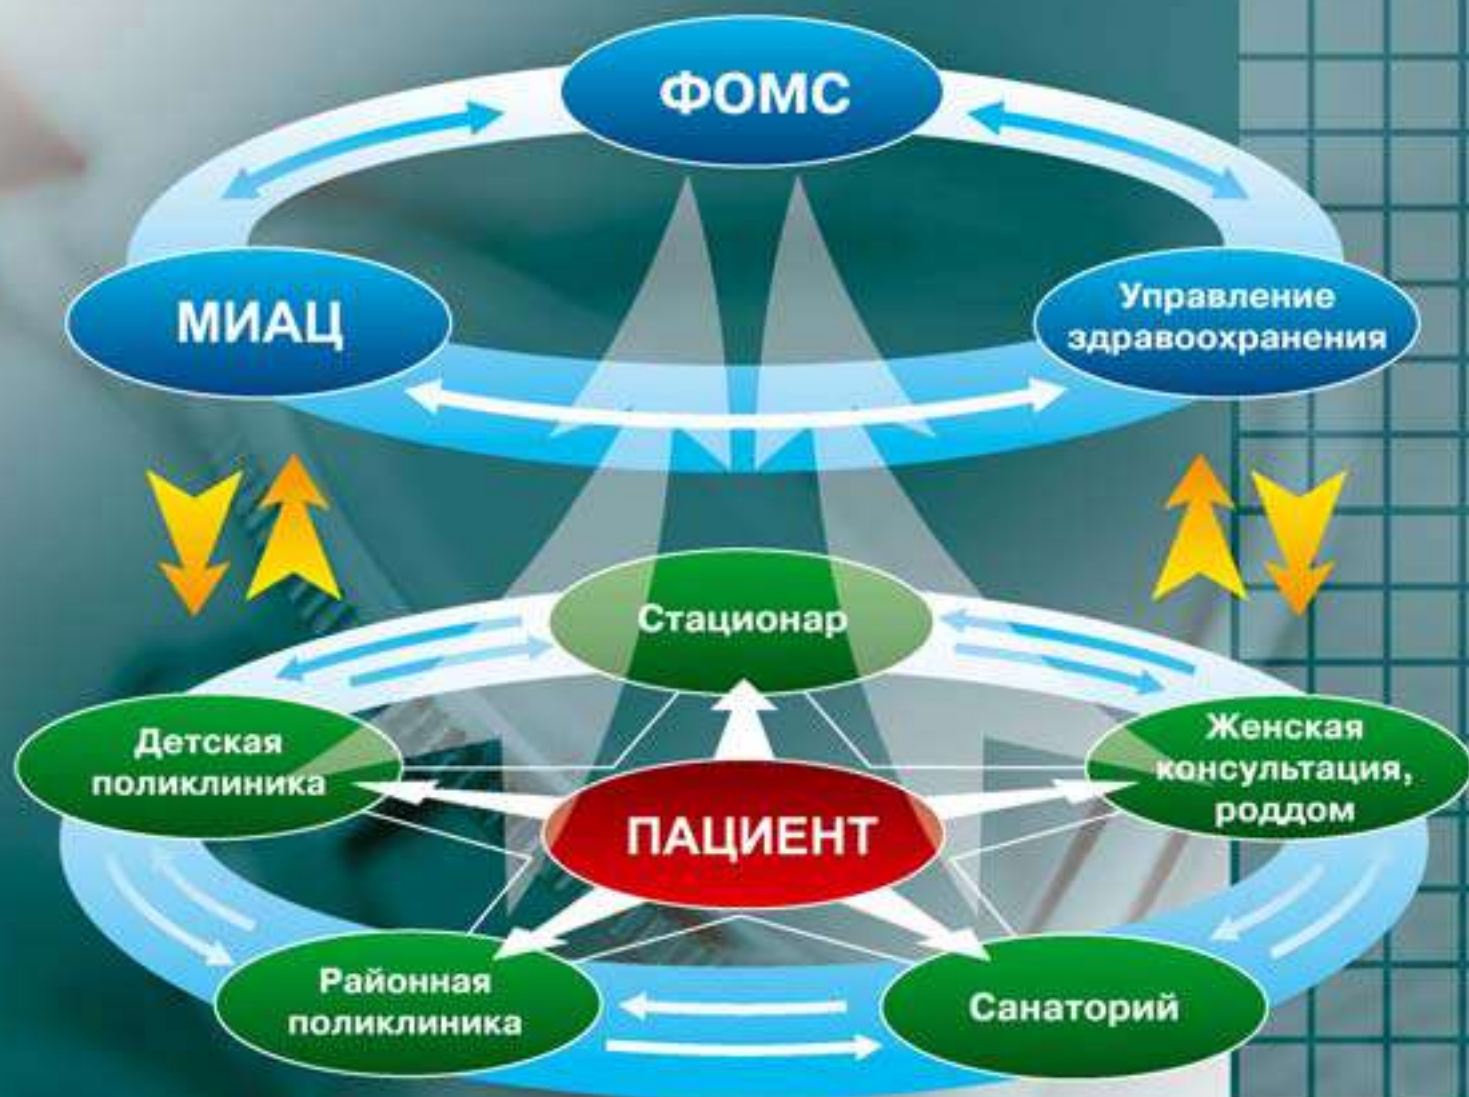 ФОМС
МИАЦ
Управление
здравоохранения
Стационар
Детская
поликлиника
Женская
консультация,
роддом
ПАЦИЕНТ
Районная
поликлиника
Санаторий